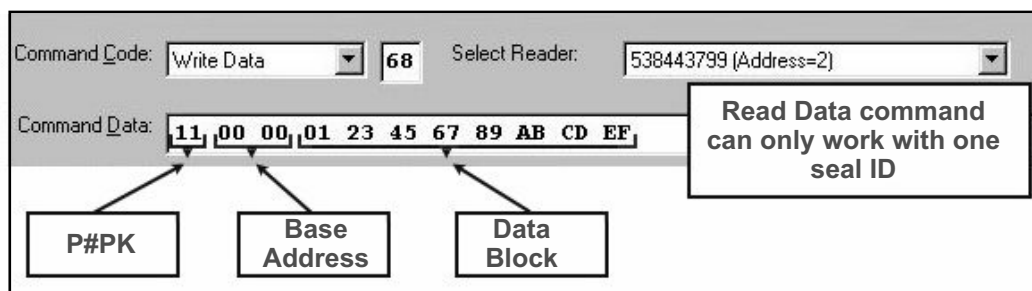 Command Code: Write Data 68 Select Reader: 538443799 (Address=2)
Command Data: 11 00 00 01 23 45 67 89 AB CD EF
Read Data command
can only work with one
seal ID
P#PK
Base
Address
Data
Block